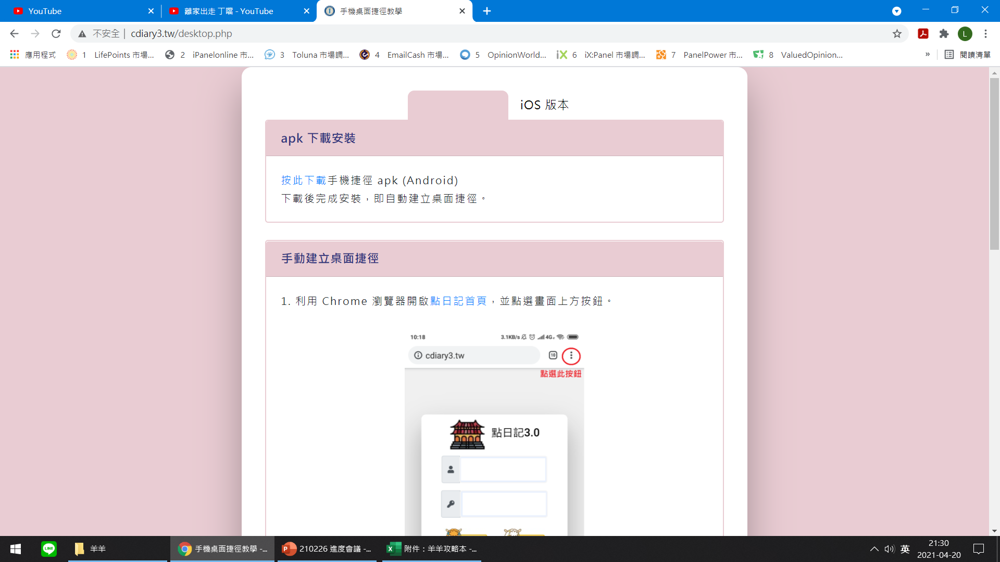 YouTube
離家出走 丁噹 - YouTube
手機桌面捷徑教學
不安全 | cdiary3.tw/desktop.php
L
應用程式
1 LifePoints 市場...
2 iPanelonline 市...
3 Toluna 市場調...
4 EmailCash 市場...
5 OpinionWorld...
6 iX:Panel 市場調...
7 PanelPower 市...
8 ValuedOpinion...
»
閱讀清單
iOS 版本
apk 下載安裝
按此下載手機捷徑 apk (Android)
下載後完成安裝，即自動建立桌面捷徑。
手動建立桌面捷徑
1. 利用 Chrome 瀏覽器開啟點日記首頁，並點選畫面上方按鈕。
10:18
3.1KB/s
4G
cdiary3.tw
10
點選此按鈕
點日記3.0
LINE
羊羊
手機桌面捷徑教學 -...
210226 進度會議 -...
附件：羊羊攻略本 -...
英
21:30
2021-04-20